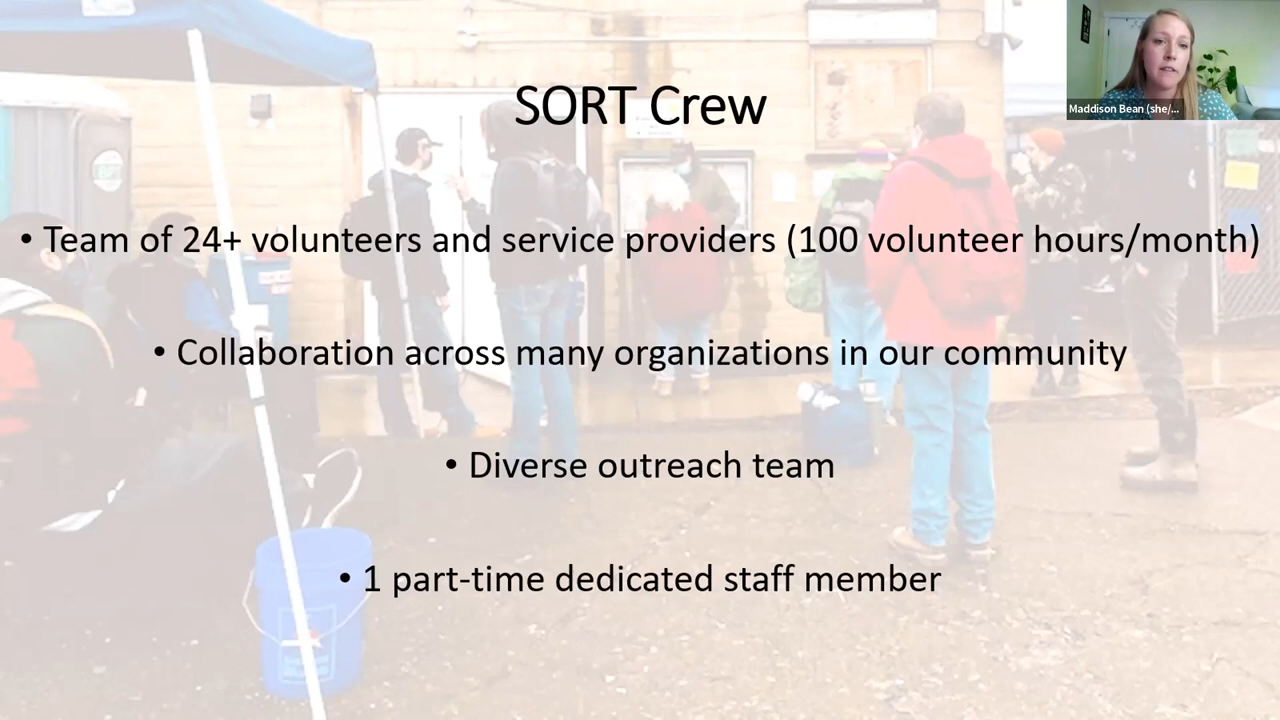 SORT Crew
Maddison Bean (she/...
• Team of 24+ volunteers and service providers (100 volunteer hours/month)
• Collaboration across many organizations in our community
• Diverse outreach team
• 1 part-time dedicated staff member